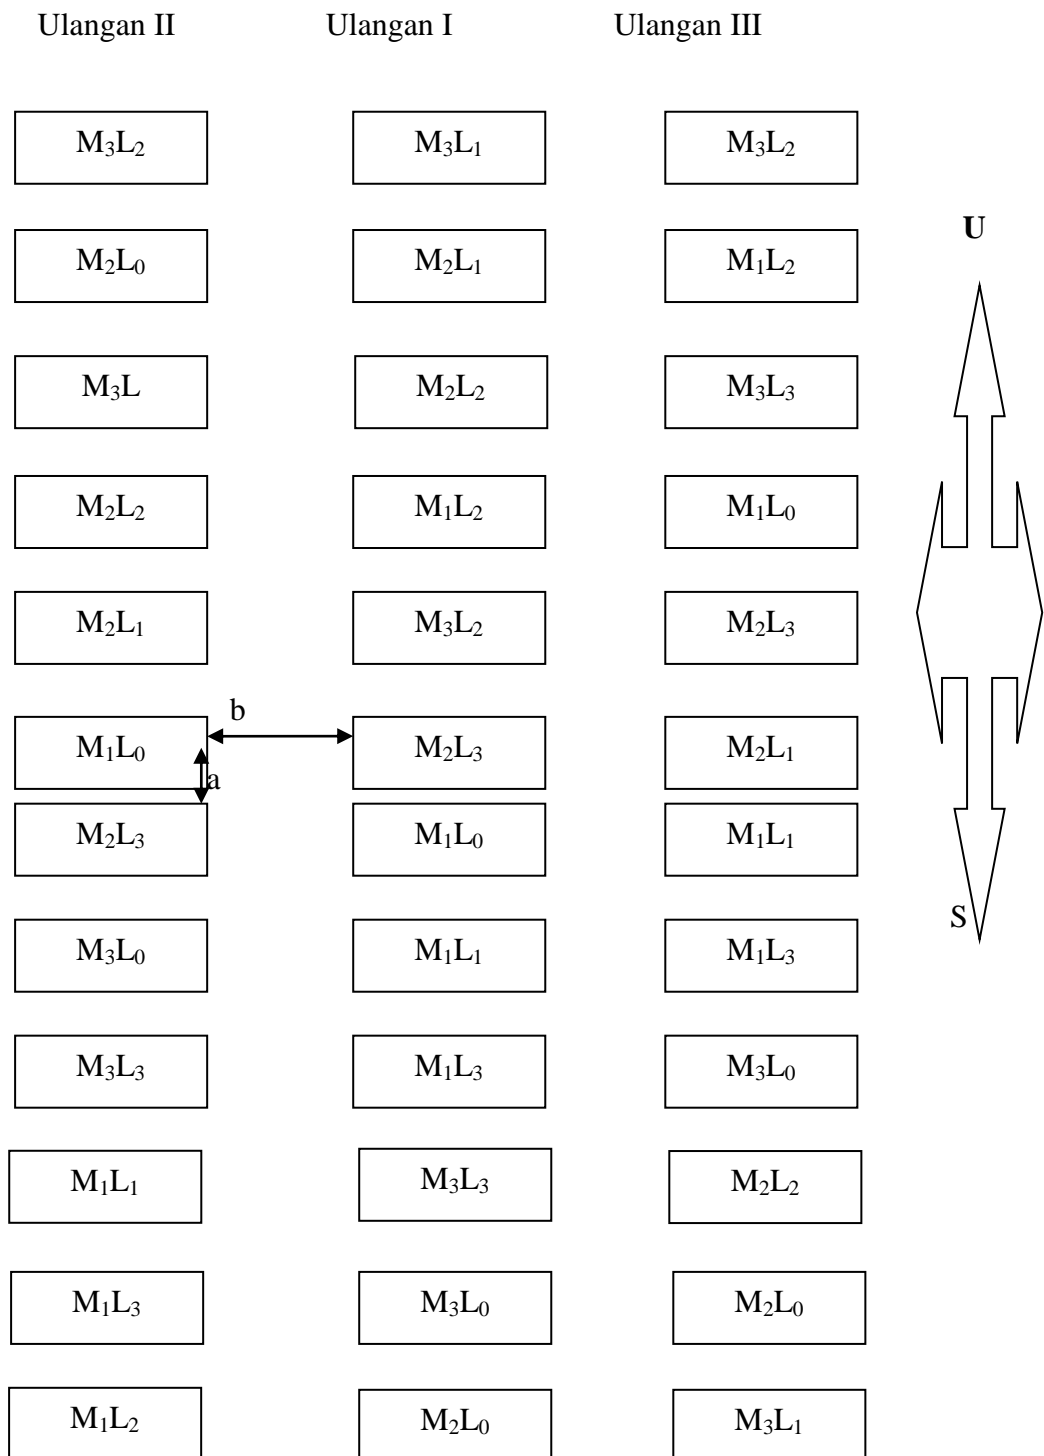 Ulangan II Ulangan I Ulangan III
M₃L₂ M₃L₁ M₃L₂
U
M₂L₀ M₂L₁ M₁L₂
M₃L M₂L₂ M₃L₃
M₂L₂ M₁L₂ M₁L₀
M₂L₁ M₃L₂ M₂L₃
b
M₁L₀ M₂L₃ M₂L₁
a
M₂L₃ M₁L₀ M₁L₁
S
M₃L₀ M₁L₁ M₁L₃
M₃L₃ M₁L₃ M₃L₀
M₁L₁ M₃L₃ M₂L₂
M₁L₃ M₃L₀ M₂L₀
M₁L₂ M₂L₀ M₃L₁